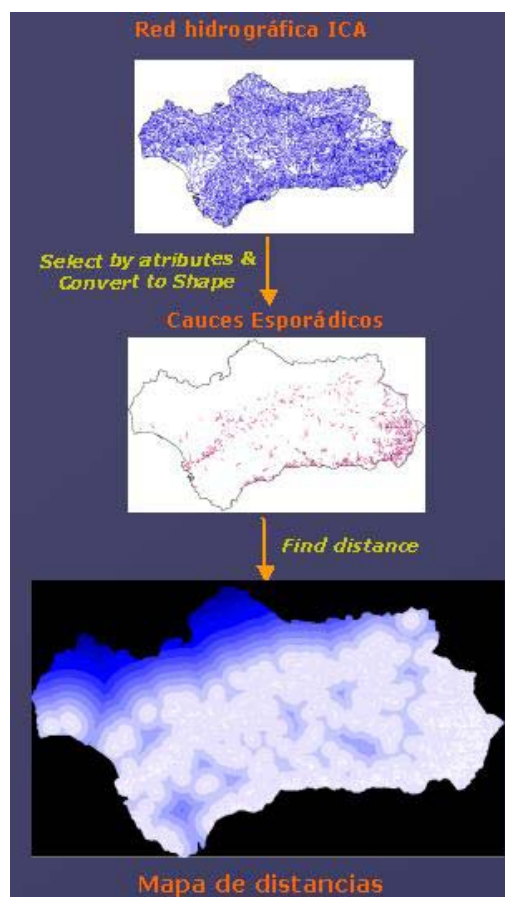 Red hidrográfica ICA
Select by atributes &
Convert to Shape
Cauces Esporádicos
Find distance
Mapa de distancias